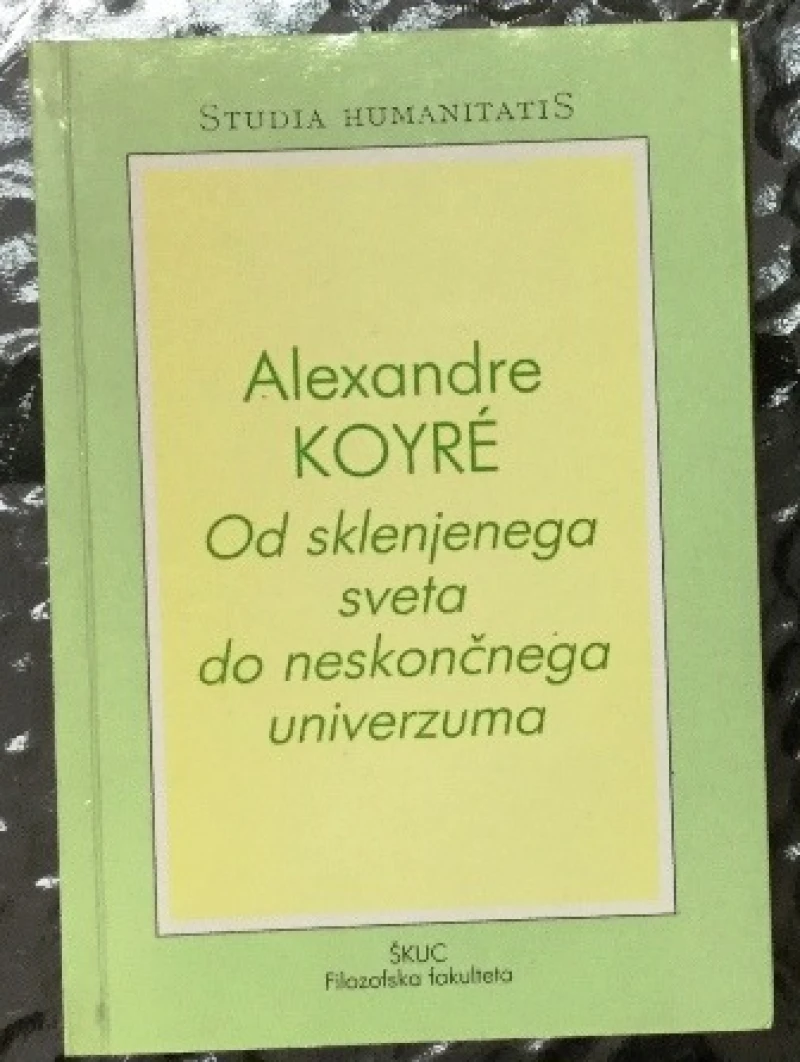 STUDIA HUMANITATIS
Alexandre
KOYRÉ
Od sklenjenega
sveta
do neskončnega
univerzuma
ŠKUC
Filozofska fakulteta